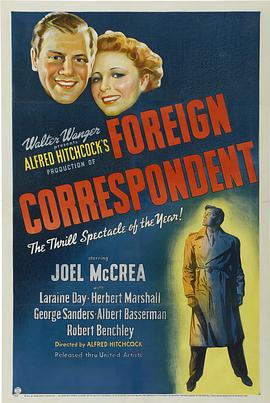 Walter Wanger
presents
ALFRED HITCHCOCK'S
PRODUCTION OF
FOREIGN
CORRESPONDENT
The Thrill Spectacle of the Year!
starring
JOEL McCREA
with
Laraine Day · Herbert Marshall
George Sanders · Albert Basserman
Robert Benchley
Directed by ALFRED HITCHCOCK
Released thru United Artists